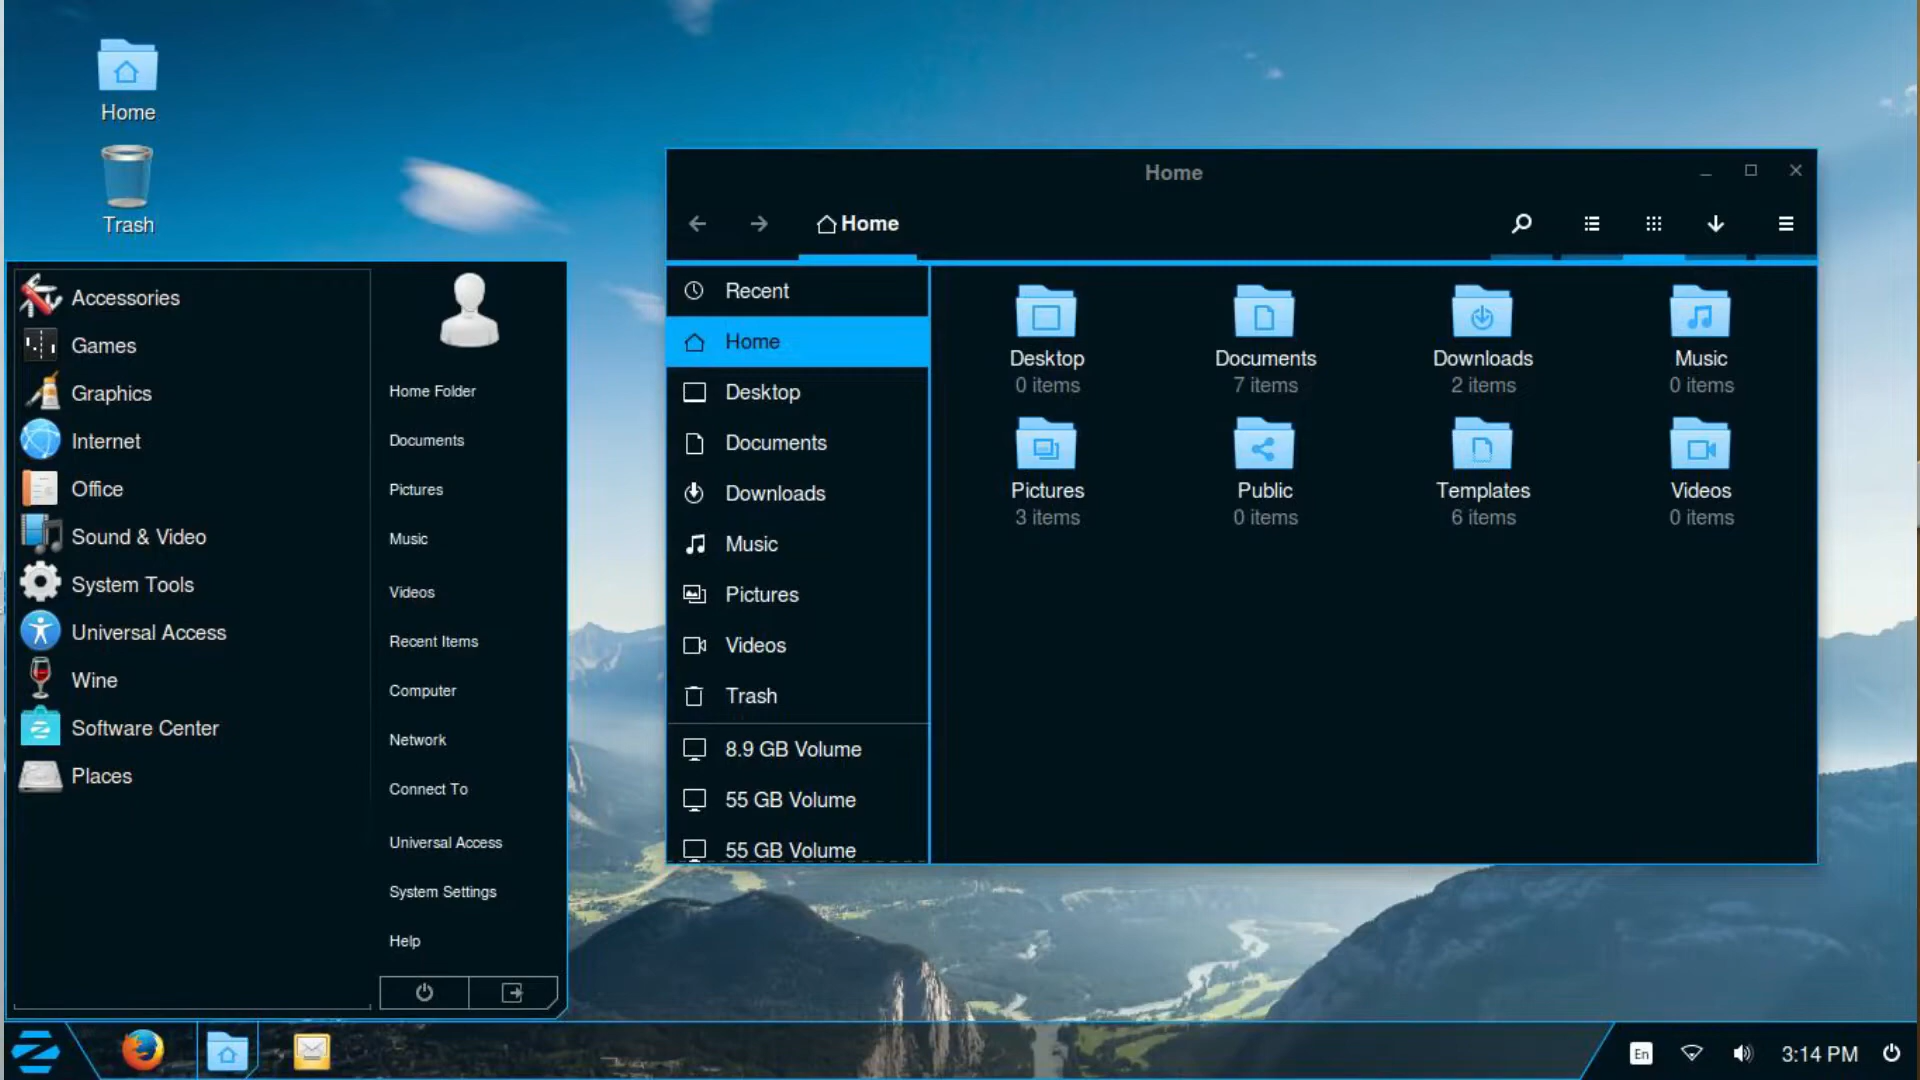 Home
Trash
Accessories
Games
Graphics
Internet
Office
Sound & Video
System Tools
Universal Access
Wine
Software Center
Places
Home Folder
Documents
Pictures
Music
Videos
Recent Items
Computer
Network
Connect To
Universal Access
System Settings
Help
Home
Home
Recent
Home
Desktop
Documents
Downloads
Music
Pictures
Videos
Trash
8.9 GB Volume
55 GB Volume
55 GB Volume
Desktop Documents Downloads Music
0 items 7 items 2 items 0 items
Pictures Public Templates Videos
3 items 0 items 6 items 0 items
En 3:14 PM